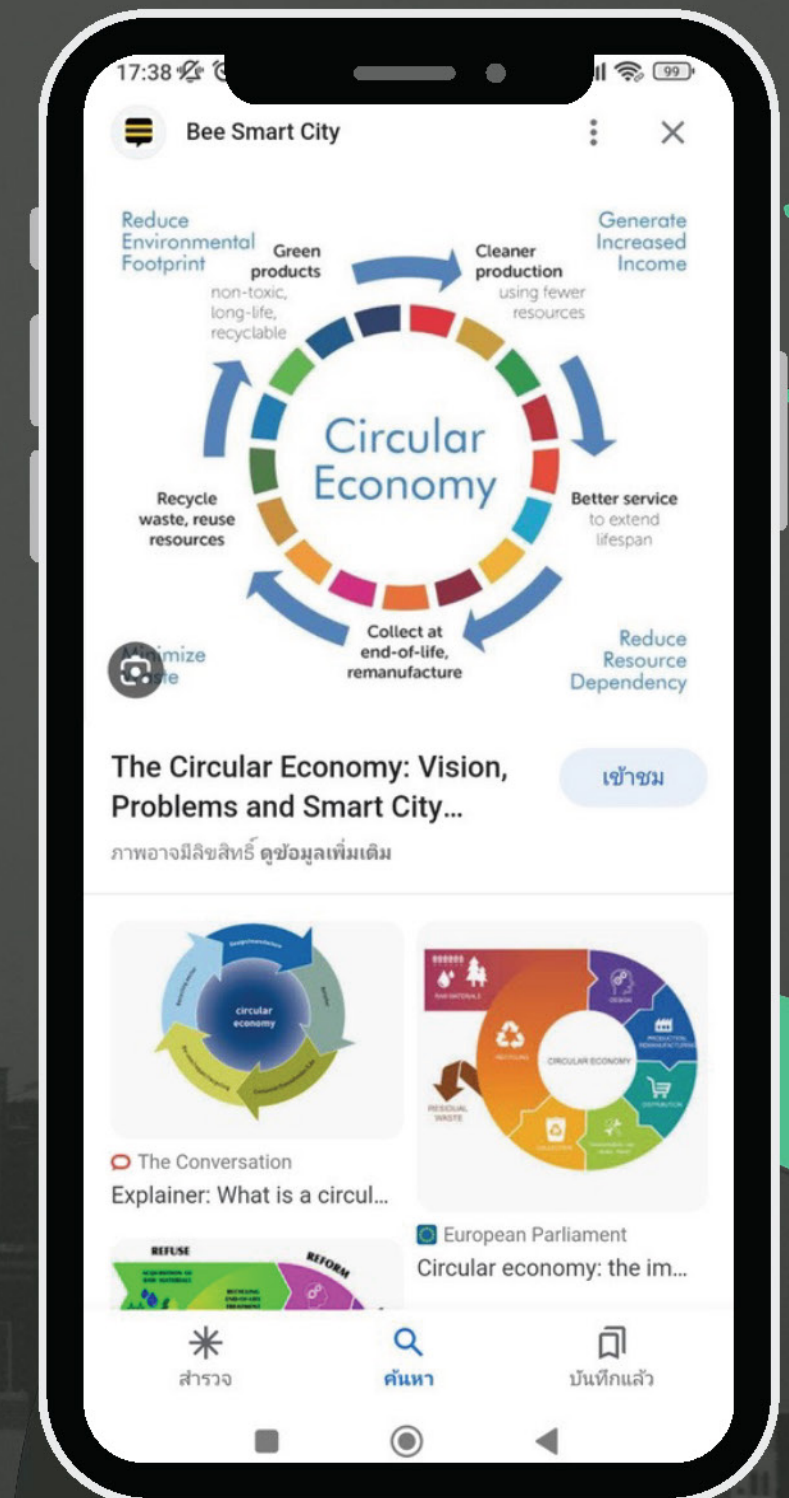 17:38
99
Bee Smart City
Reduce
Environmental
Footprint
Green
products
non-toxic,
long-life,
recyclable
Cleaner
production
using fewer
resources
Generate
Increased
Income
Circular
Economy
Recycle
waste, reuse
resources
Better service
to extend
lifespan
Collect at
end-of-life,
remanufacture
Reduce
Resource
Dependency
The Circular Economy: Vision,
Problems and Smart City...
เข้าชม
ภาพอาจมีลิขสิทธิ์ ดูข้อมูลเพิ่มเติม
circular
economy
RAW MATERIALS
DESIGN
PRODUCTION
REMANUFACTURING
DISTRIBUTION
RECYCLING
CIRCULAR ECONOMY
RESIDUAL
WASTE
COLLECTION
The Conversation
Explainer: What is a circul...
European Parliament
Circular economy: the im...
REFUSE
REFORM
สำรวจ
ค้นหา
บันทึกแล้ว